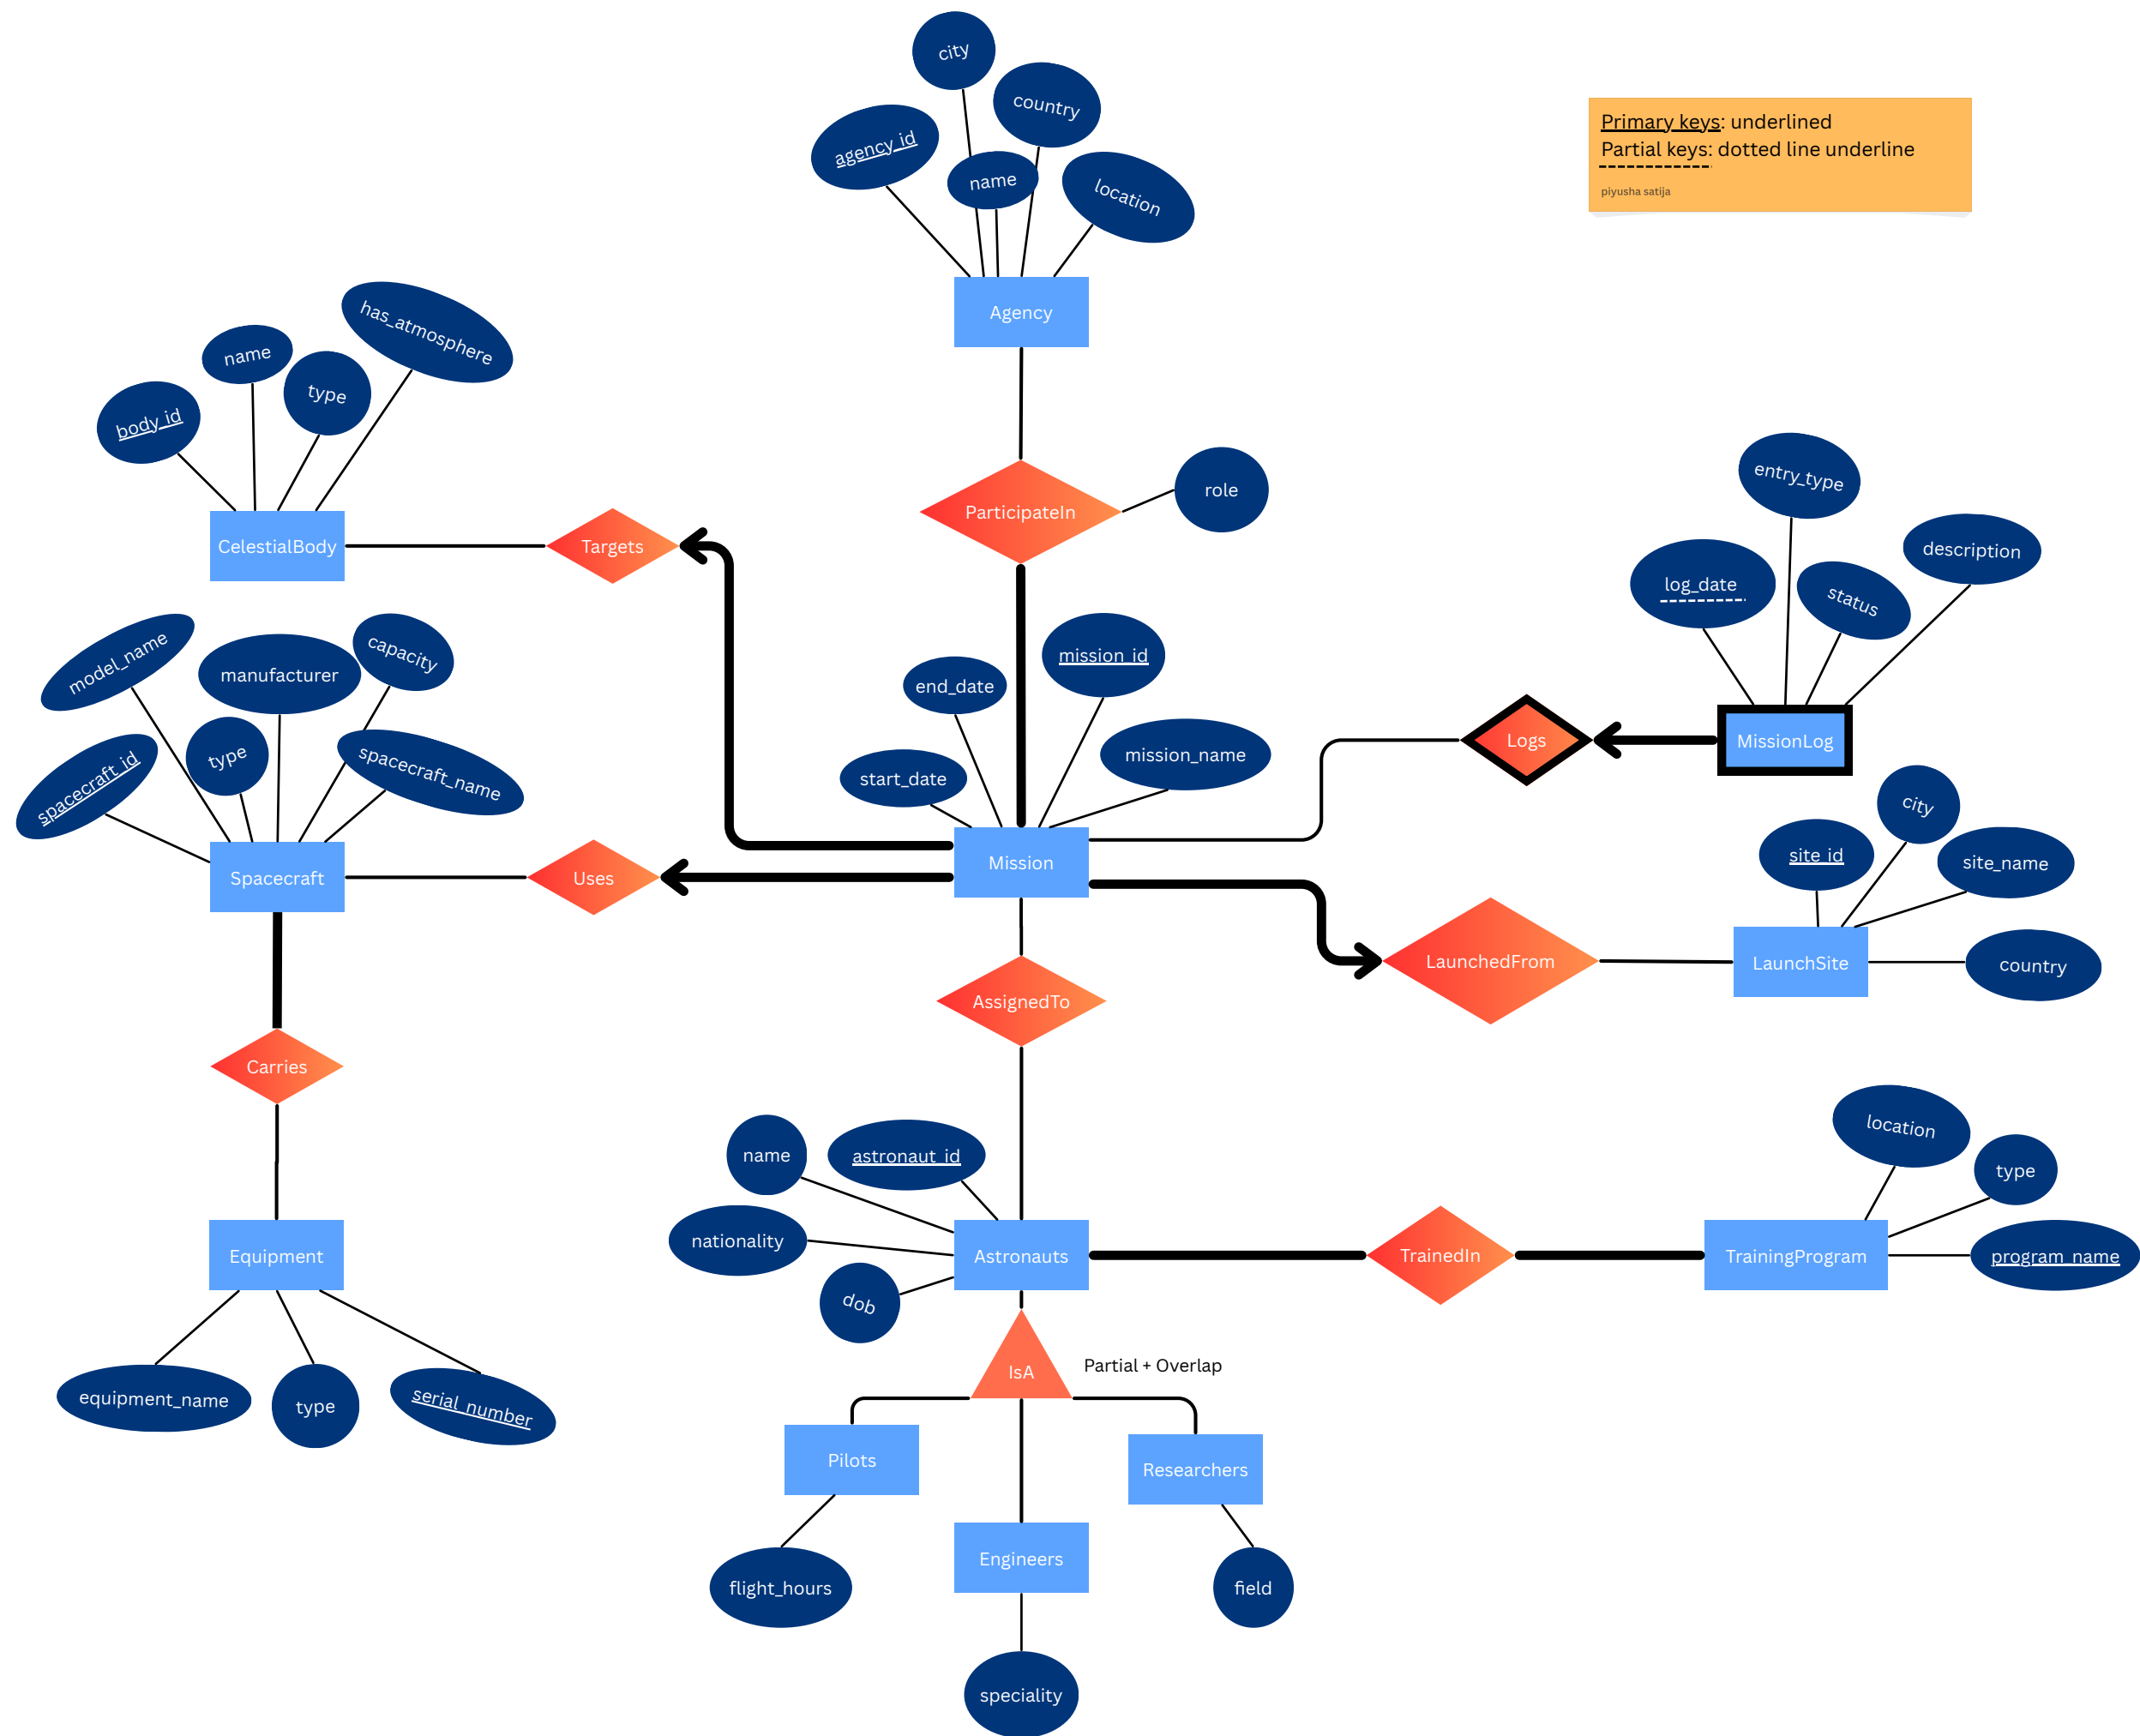 city
country
agency_id
name
location
Agency
Primary keys: underlined
Partial keys: dotted line underline
piyusha satija
has_atmosphere
name
type
body_id
CelestialBody
Targets
ParticipateIn
role
entry_type
description
log_date
status
MissionLog
Logs
model_name
manufacturer
capacity
type
spacecraft_id
spacecraft_name
Spacecraft
Uses
mission_id
end_date
mission_name
start_date
Mission
city
site_id
site_name
LaunchSite
country
LaunchedFrom
AssignedTo
Carries
Equipment
equipment_name
type
serial_number
name
astronaut_id
nationality
dob
Astronauts
TrainedIn
TrainingProgram
location
type
program_name
IsA
Partial + Overlap
Pilots
Researchers
Engineers
flight_hours
field
speciality